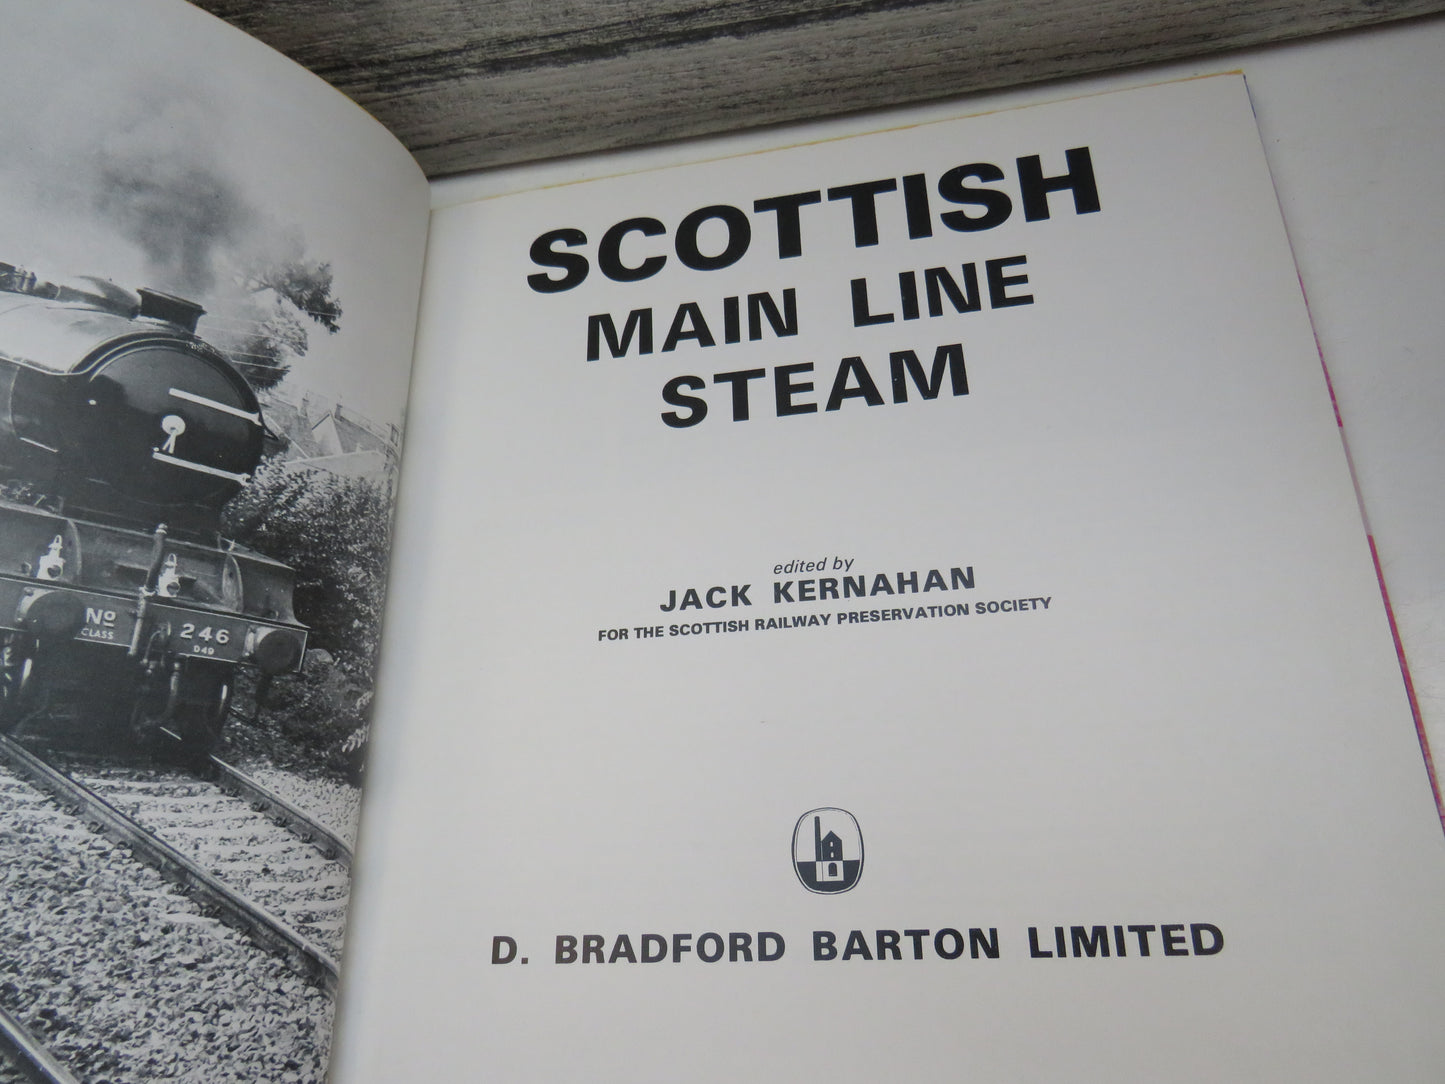 Nº 246
CLASS D49
SCOTTISH
MAIN LINE
STEAM
edited by
JACK KERNAHAN
FOR THE SCOTTISH RAILWAY PRESERVATION SOCIETY
D. BRADFORD BARTON LIMITED